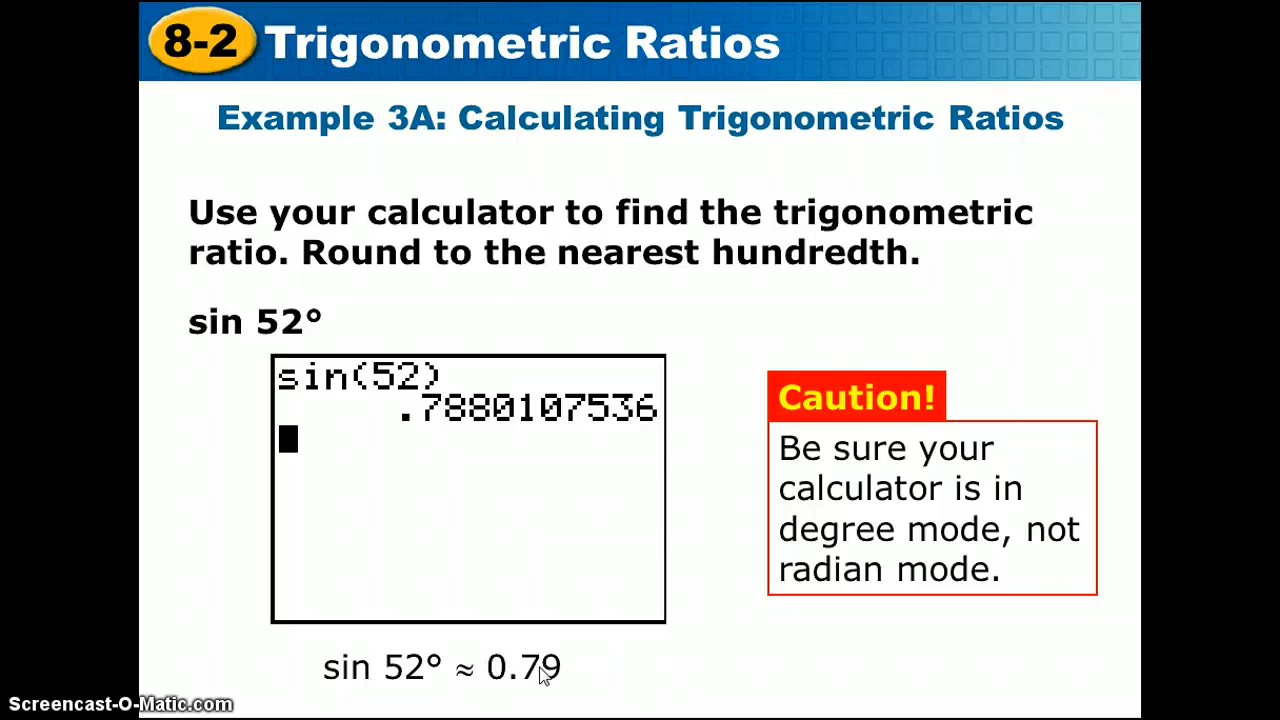 8-2 Trigonometric Ratios
Example 3A: Calculating Trigonometric Ratios
Use your calculator to find the trigonometric
ratio. Round to the nearest hundredth.
sin 52°
sin(52)
.7880107536
Caution!
Be sure your
calculator is in
degree mode, not
radian mode.
sin 52° ≈ 0.79
Screencast-O-Matic.com